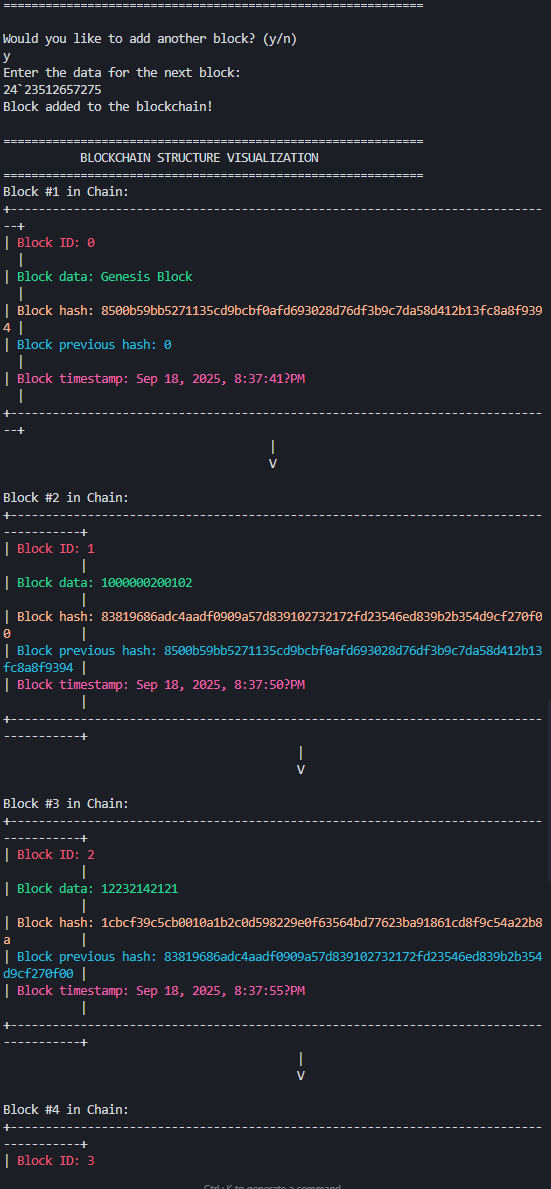 ============================================================
Would you like to add another block? (y/n)
y
Enter the data for the next block:
24`23512657275
Block added to the blockchain!
============================================================
BLOCKCHAIN STRUCTURE VISUALIZATION
============================================================
Block #1 in Chain:
+----------------------------------------------------------------------------
--+
| Block ID: 0
|
| Block data: Genesis Block
|
| Block hash: 8500b59bb5271135cd9bcbf0afd693028d76df3b9c7da58d412b13fc8a8f939
4 |
| Block previous hash: 0
|
| Block timestamp: Sep 18, 2025, 8:37:41?PM
|
+----------------------------------------------------------------------------
--+
|
V
Block #2 in Chain:
+----------------------------------------------------------------------------
-----------+
| Block ID: 1
|
| Block data: 1000000200102
|
| Block hash: 83819686adc4aadf0909a57d839102732172fd23546ed839b2b354d9cf270f0
0 |
| Block previous hash: 8500b59bb5271135cd9bcbf0afd693028d76df3b9c7da58d412b13
fc8a8f9394 |
| Block timestamp: Sep 18, 2025, 8:37:50?PM
|
+----------------------------------------------------------------------------
-----------+
|
V
Block #3 in Chain:
+----------------------------------------------------------------------------
-----------+
| Block ID: 2
|
| Block data: 12232142121
|
| Block hash: 1cbcf39c5cb0010a1b2c0d598229e0f63564bd77623ba91861cd8f9c54a22b8
a |
| Block previous hash: 83819686adc4aadf0909a57d839102732172fd23546ed839b2b354
d9cf270f00 |
| Block timestamp: Sep 18, 2025, 8:37:55?PM
|
+----------------------------------------------------------------------------
-----------+
|
V
Block #4 in Chain:
+----------------------------------------------------------------------------
-----------+
| Block ID: 3
Ctrl+K to generate a command